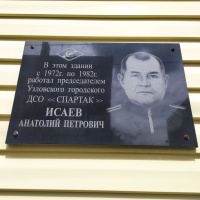 В этом здании
с 1972г. по 1982г.
работал председателем
Узловского городского
ДСО «СПАРТАК»
ИСАЕВ
АНАТОЛИЙ ПЕТРОВИЧ